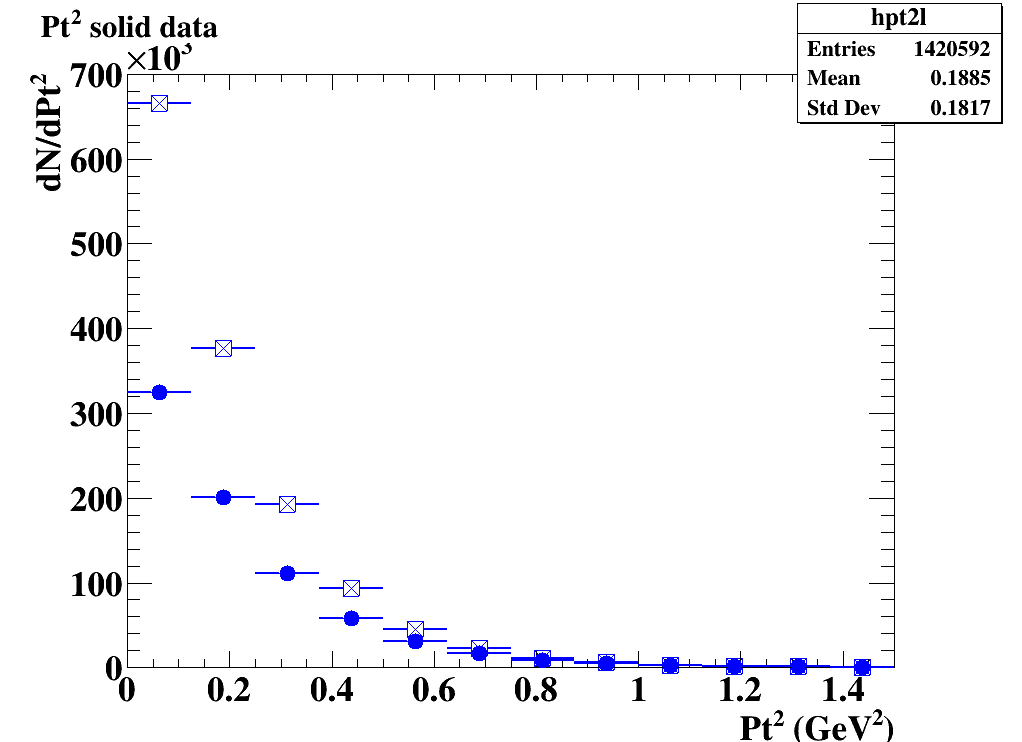 Pt² solid data
×10³
hpt2l
Entries 1420592
Mean 0.1885
Std Dev 0.1817
dN/dPt²
700
600
500
400
300
200
100
0
0 0.2 0.4 0.6 0.8 1 1.2 1.4
Pt² (GeV²)